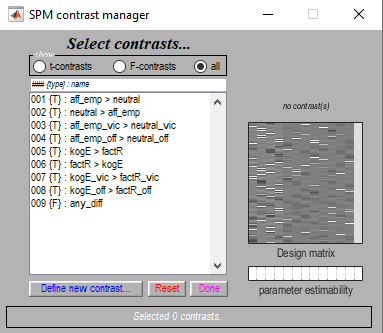 SPM contrast manager
Select contrasts...
show
t-contrasts F-contrasts all
### {type} : name
001 {T} : aff_emp > neutral
002 {T} : neutral > aff_emp
003 {T} : aff_emp_vic > neutral_vic
004 {T} : aff_emp_off > neutral_off
005 {T} : kogE > factR
006 {T} : factR > kogE
007 {T} : kogE_vic > factR_vic
008 {T} : kogE_off > factR_off
009 {F} : any_diff
no contrast(s)
Design matrix
parameter estimability
Define new contrast... Reset Done
Selected 0 contrasts.